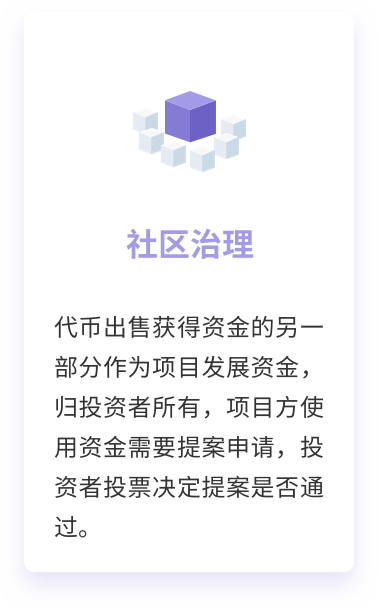 社区治理
代币出售获得资金的另一
部分作为项目发展资金，
归投资者所有，项目方使
用资金需要提案申请，投
资者投票决定提案是否通
过。